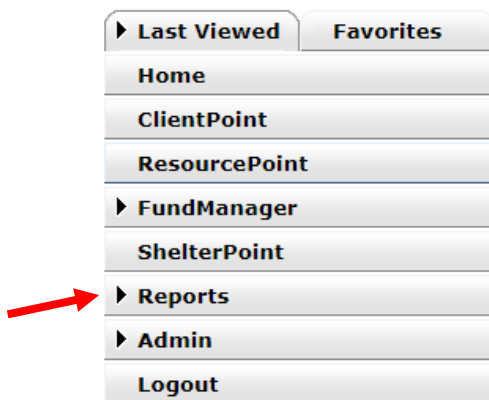 Last Viewed Favorites
Home
ClientPoint
ResourcePoint
FundManager
ShelterPoint
Reports
Admin
Logout